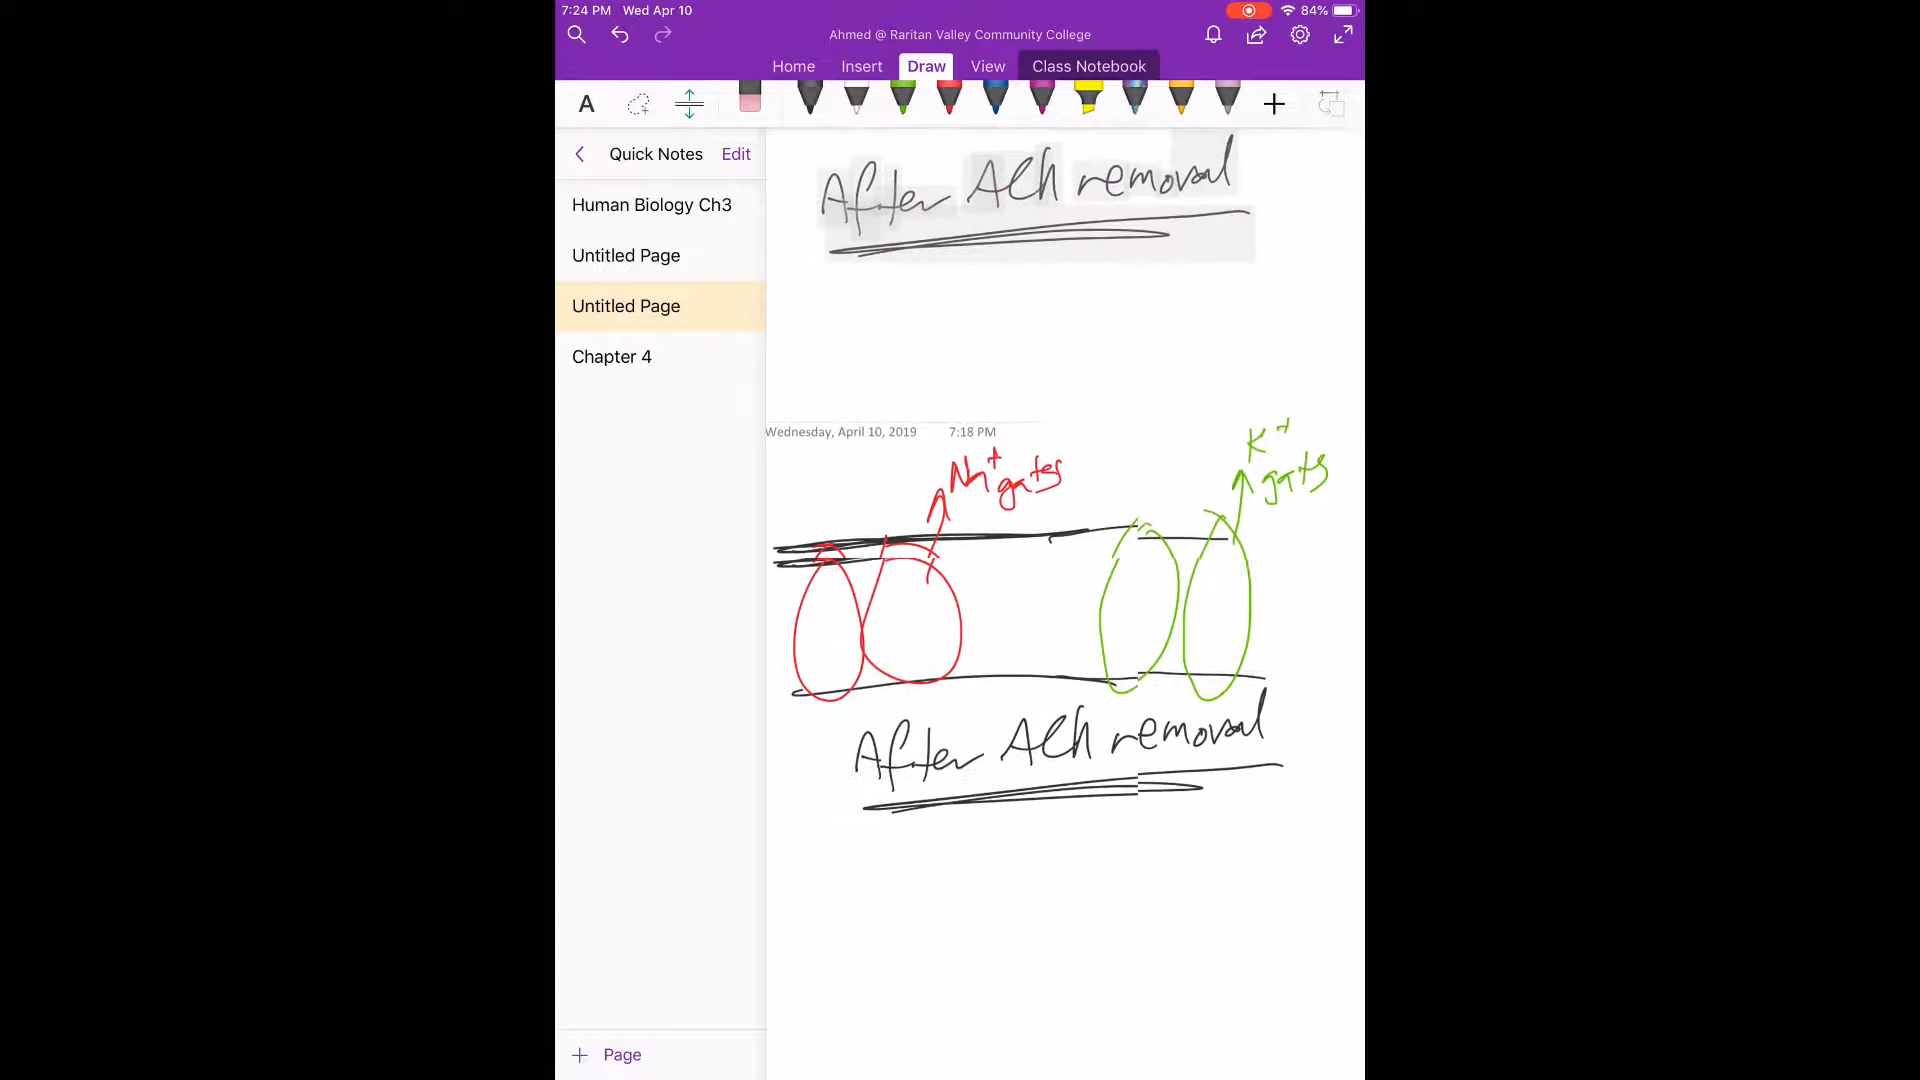 7:24 PM Wed Apr 10
84%
Ahmed @ Raritan Valley Community College
Home Insert Draw View Class Notebook
A
Quick Notes Edit
Human Biology Ch3
Untitled Page
Untitled Page
Chapter 4
Page
After ACh removal
Wednesday, April 10, 2019 7:18 PM
Na+
gates
K+
gates
After ACh removal